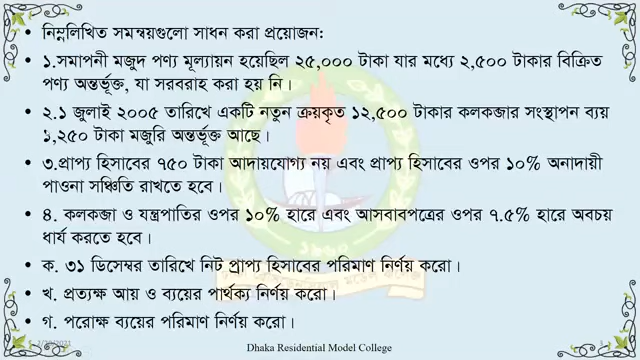 নিম্নলিখিত সমন্বয়গুলো সাধন করা প্রয়োজন:
১.সমাপনী মজুদ পণ্য মূল্যায়ন হয়েছিল ২৫,০০০ টাকা যার মধ্যে ২,৫০০ টাকার বিক্রিত
পণ্য অন্তর্ভূক্ত, যা সরবরাহ করা হয় নি।
২.১ জুলাই ২০০৫ তারিখে একটি নতুন ক্রয়কৃত ১২,৫০০ টাকার কলকজার সংস্থাপন ব্যয়
১,২৫০ টাকা মজুরি অন্তর্ভূক্ত আছে।
৩.প্রাপ্য হিসাবের ৭৫০ টাকা আদায়যোগ্য নয় এবং প্রাপ্য হিসাবের ওপর ১০% অনাদায়ী
পাওনা সঞ্চিতি রাখতে হবে।
৪. কলকজা ও যন্ত্রপাতির ওপর ১০% হারে এবং আসবাবপত্রের ওপর ৭.৫% হারে অবচয়
ধার্য করতে হবে।
ক. ৩১ ডিসেম্বর তারিখে নিট প্রাপ্য হিসাবের পরিমাণ নির্ণয় করো।
খ. প্রত্যক্ষ আয় ও ব্যয়ের পার্থক্য নির্ণয় করো।
গ. পরোক্ষ ব্যয়ের পরিমাণ নির্ণয় করো।
Dhaka Residential Model College